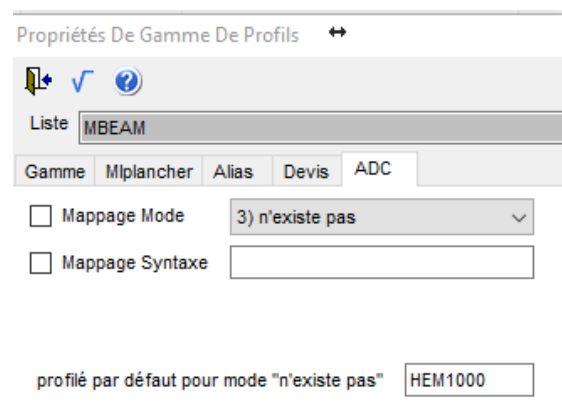 Propriétés De Gamme De Profils
Liste MBEAM
Gamme MIplancher Alias Devis ADC
Mappage Mode 3) n'existe pas
Mappage Syntaxe
profilé par défaut pour mode "n'existe pas" HEM1000